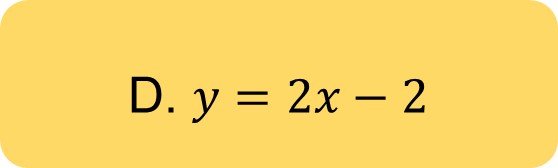 D. 𝑦 = 2𝑥 − 2